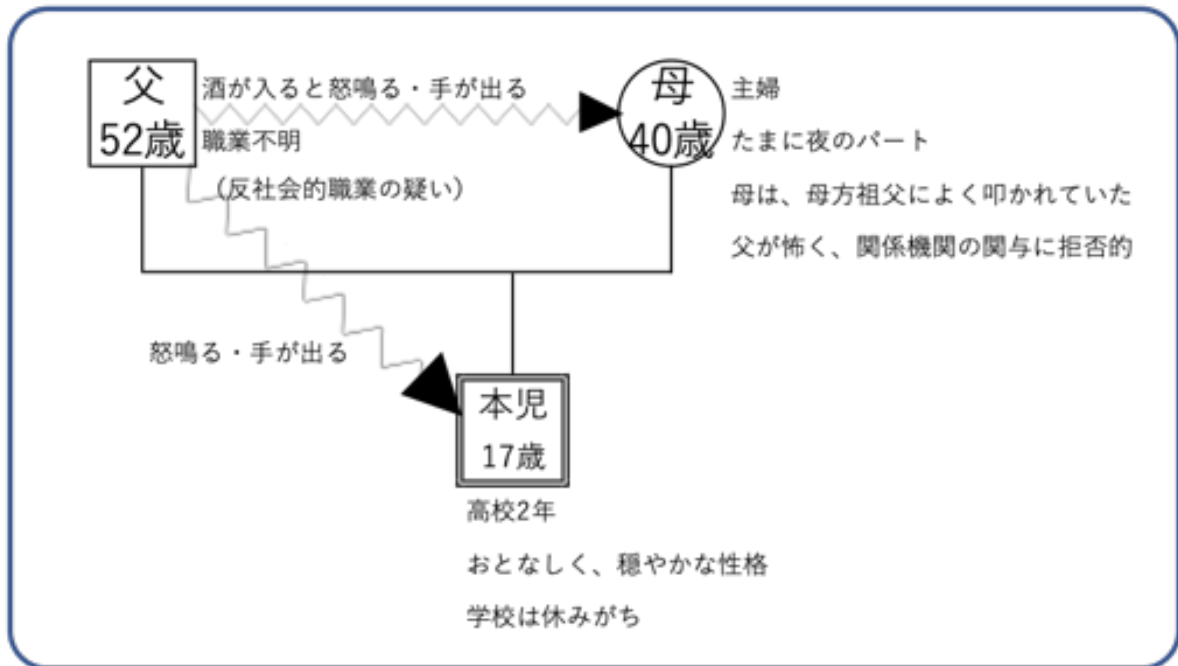 父
52歳
酒が入ると怒鳴る・手が出る
職業不明
（反社会的職業の疑い）
母
40歳
主婦
たまに夜のパート
母は、母方祖父によく叩かれていた
父が怖く、関係機関の関与に拒否的
怒鳴る・手が出る
本児
17歳
高校2年
おとなしく、穏やかな性格
学校は休みがち